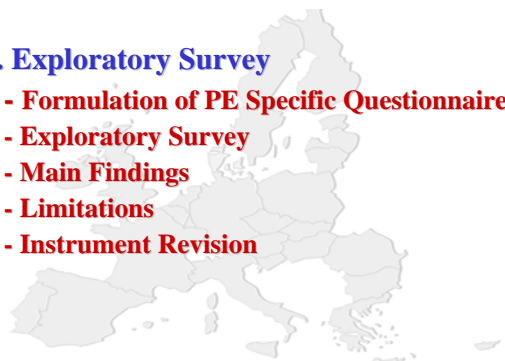 . Exploratory Survey
- Formulation of PE Specific Questionnaire
- Exploratory Survey
- Main Findings
- Limitations
- Instrument Revision